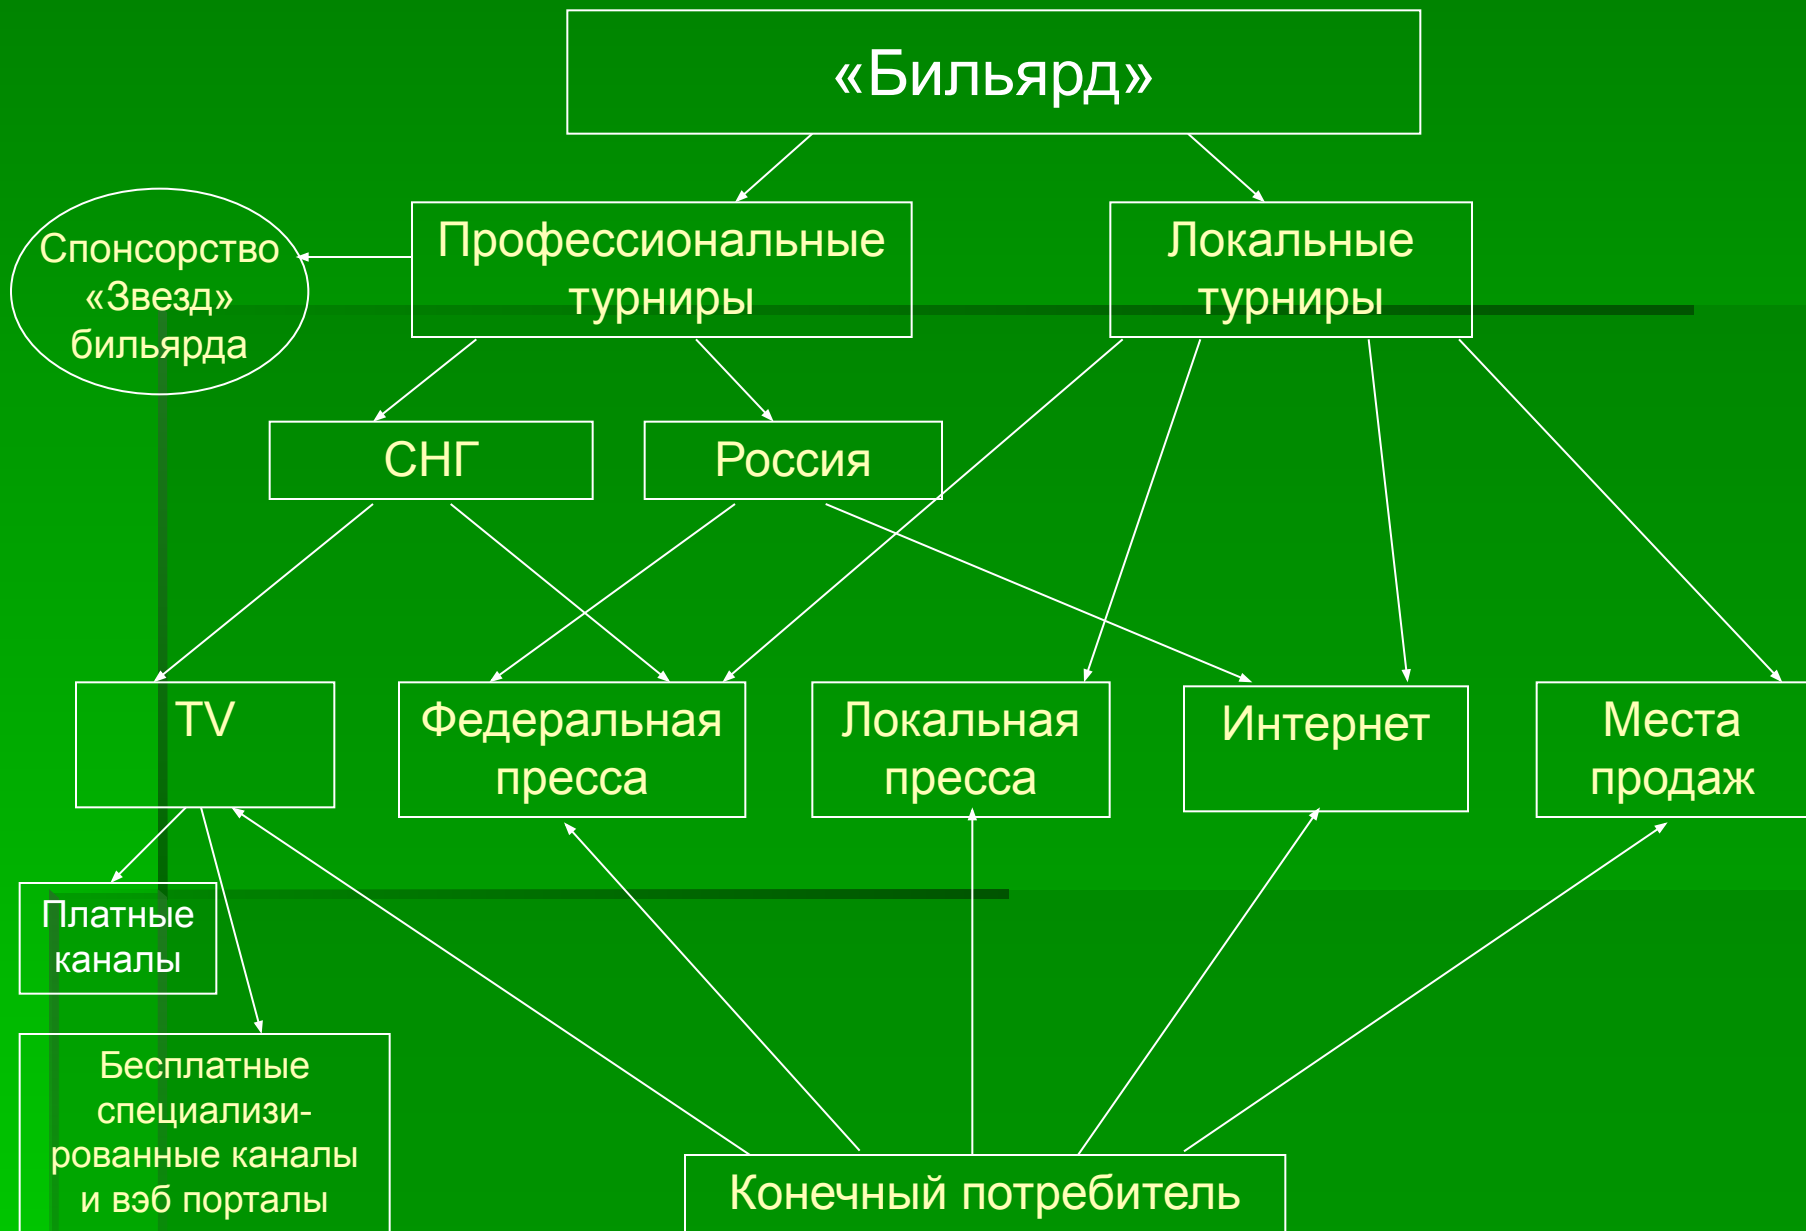 «Бильярд»
Спонсорство
«Звезд»
бильярда
Профессиональные
турниры
Локальные
турниры
СНГ
Россия
TV
Федеральная
пресса
Локальная
пресса
Интернет
Места
продаж
Платные
каналы
Бесплатные
специализи-
рованные каналы
и вэб порталы
Конечный потребитель